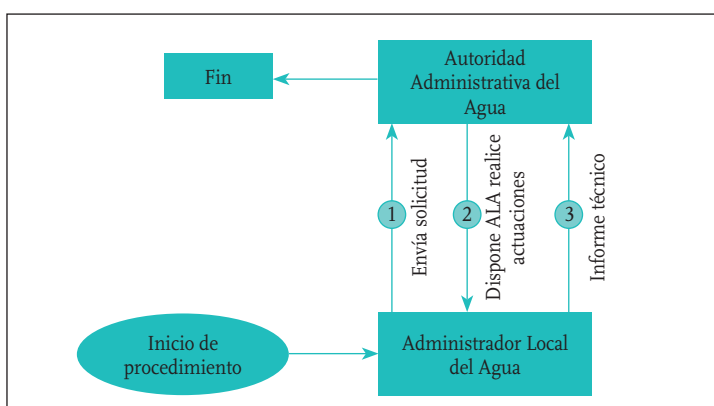 Fin
Autoridad
Administrativa del
Agua
1
Envía solicitud
2
Dispone ALA realice
actuaciones
3
Informe técnico
Inicio de
procedimiento
Administrador Local
del Agua